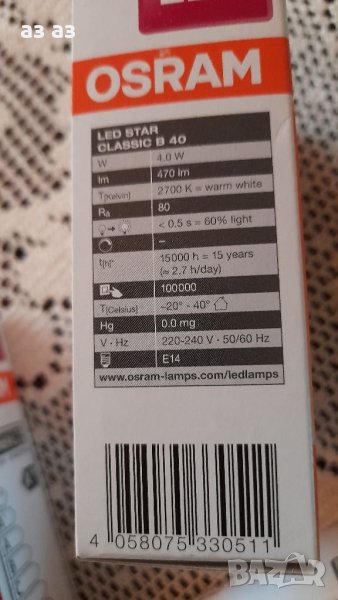 аз аз
OSRAM
LED STAR
CLASSIC B 40
W 4.0 W
lm 470 lm
T[Kelvin] 2700 K = warm white
Ra 80
< 0.5 s = 60% light
–
t[h] 15000 h = 15 years
(≈ 2.7 h/day)
100000
T[Celsius] -20° - 40°
Hg 0.0 mg
V · Hz 220-240 V - 50/60 Hz
E14
www.osram-lamps.com/ledlamps
4 058075 330511
BAZAR.BG